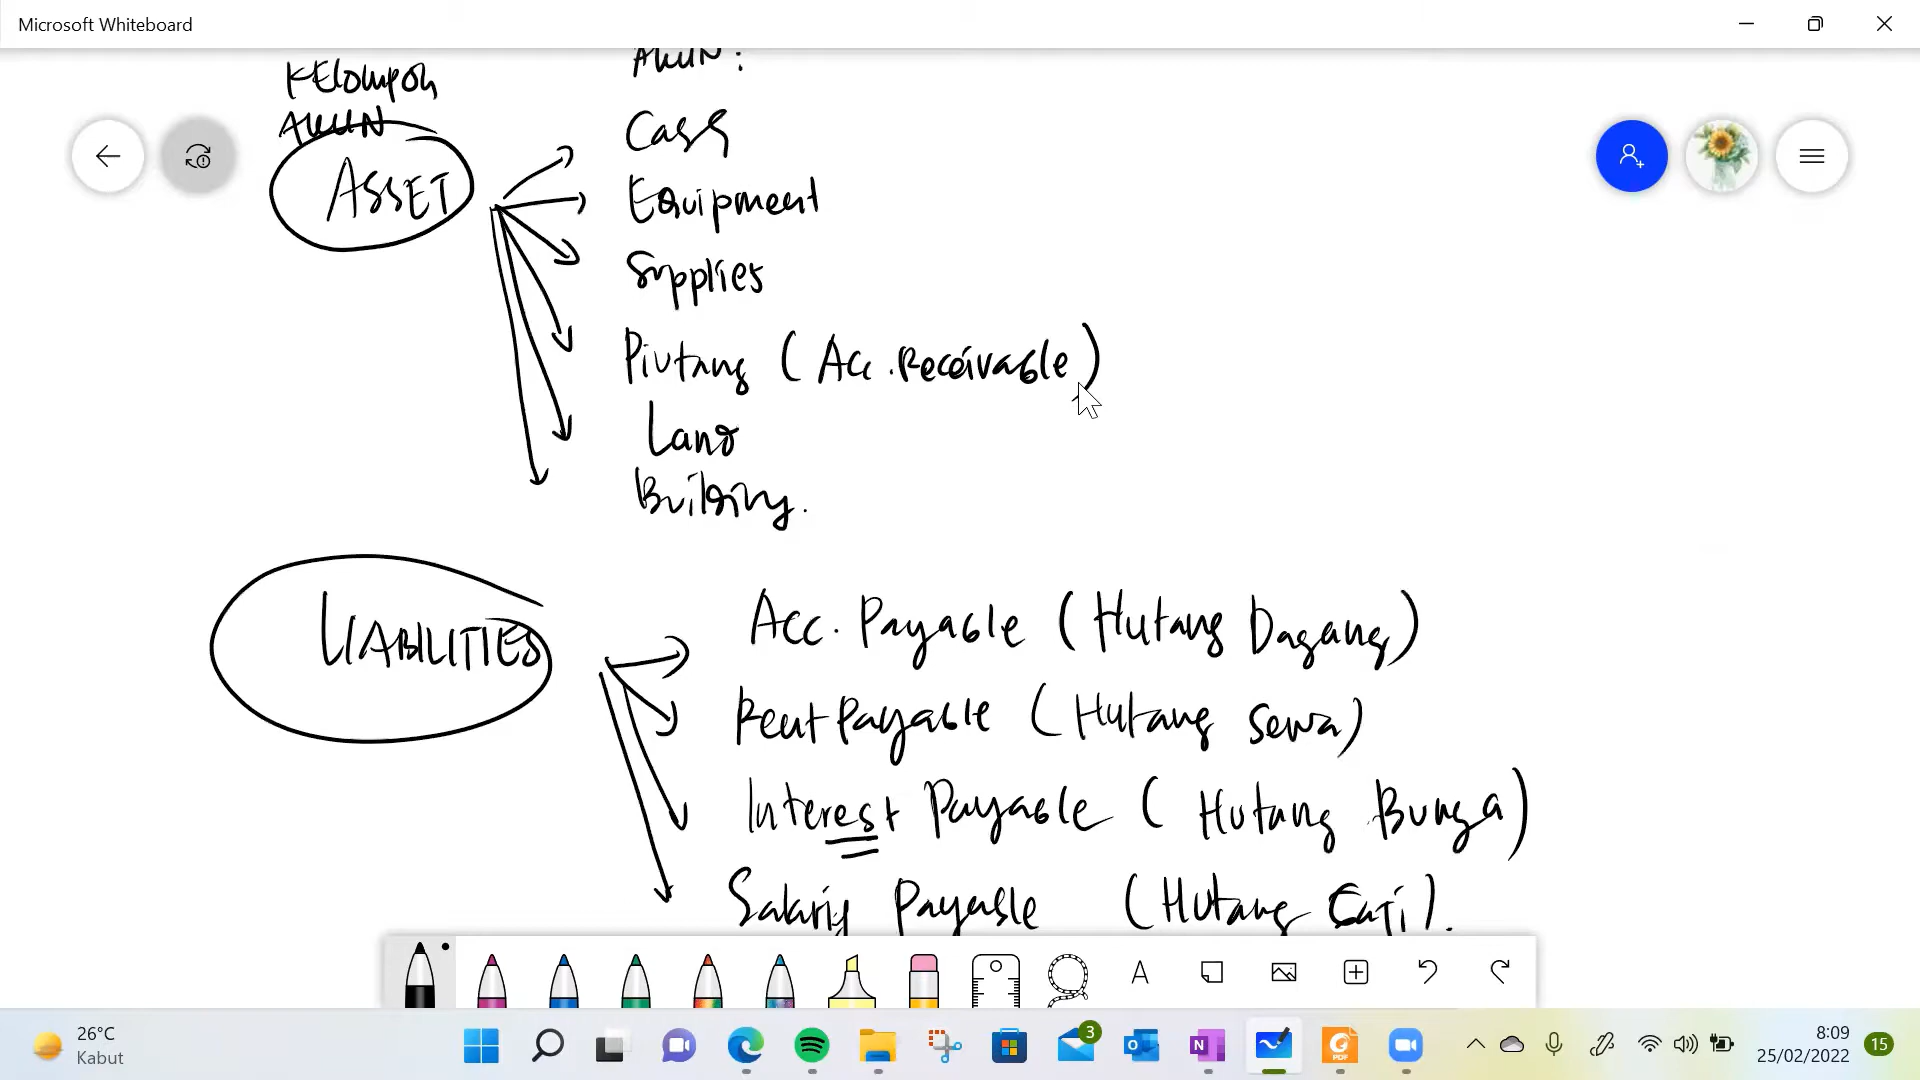 Microsoft Whiteboard
KElompok
AKUN
AKUN :
ASSET
Cash
Equipment
Supplies
Piutang (Acc. Receivable)
Land
Building.
LIABILITIES
Acc. Payable (Hutang Dagang)
Rent Payable (Hutang Sewa)
Interest Payable (Hutang Bunga)
Salary Payable (Hutang Gaji).
A
26°C
Kabut
3
8:09
25/02/2022
15